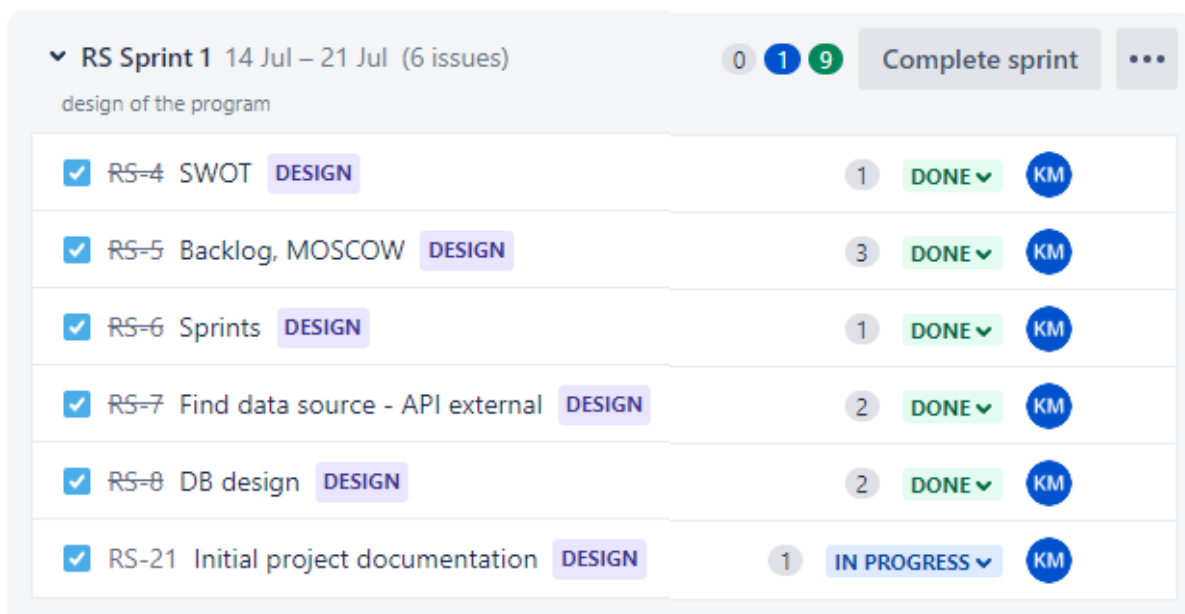 RS Sprint 1 14 Jul – 21 Jul (6 issues) 0 1 9 Complete sprint
design of the program
RS-4 SWOT DESIGN 1 DONE KM
RS-5 Backlog, MOSCOW DESIGN 3 DONE KM
RS-6 Sprints DESIGN 1 DONE KM
RS-7 Find data source - API external DESIGN 2 DONE KM
RS-8 DB design DESIGN 2 DONE KM
RS-21 Initial project documentation DESIGN 1 IN PROGRESS KM